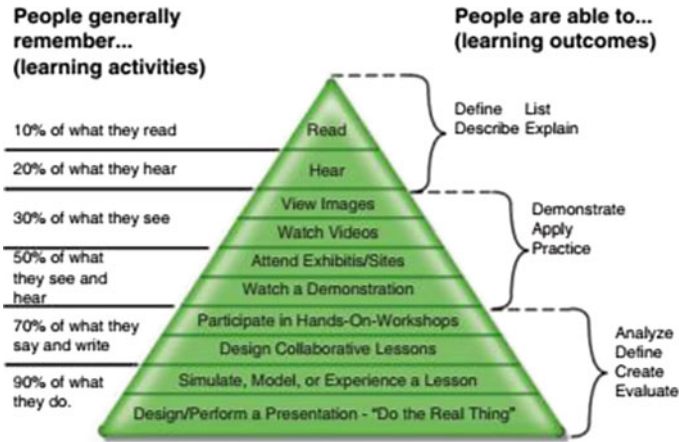 People generally
remember...
(learning activities)
People are able to...
(learning outcomes)
10% of what they read
20% of what they hear
30% of what they see
50% of what
they see and
hear
70% of what they
say and write
90% of what
they do.
Read
Hear
View Images
Watch Videos
Attend Exhibitis/Sites
Watch a Demonstration
Participate in Hands-On-Workshops
Design Collaborative Lessons
Simulate, Model, or Experience a Lesson
Design/Perform a Presentation - "Do the Real Thing"
Define List
Describe Explain
Demonstrate
Apply
Practice
Analyze
Define
Create
Evaluate